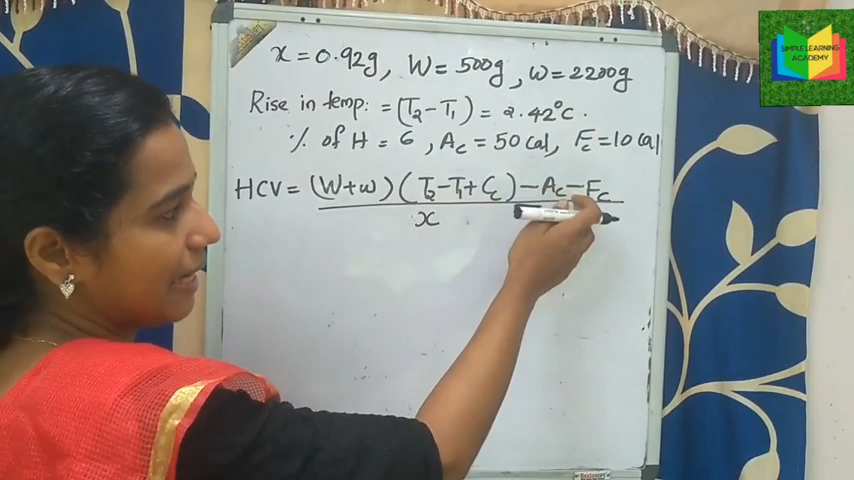 SIMPLE LEARNING
ACADEMY
x = 0.92g, W = 500g, w = 2200g
Rise in temp: = (T₂-T₁) = 2.42°C.
% of H = 6, Ac = 50 Cal, Fc = 10 Cal
HCV = (W+w) (T₂-T₁+Cc) - Ac - Fc
x